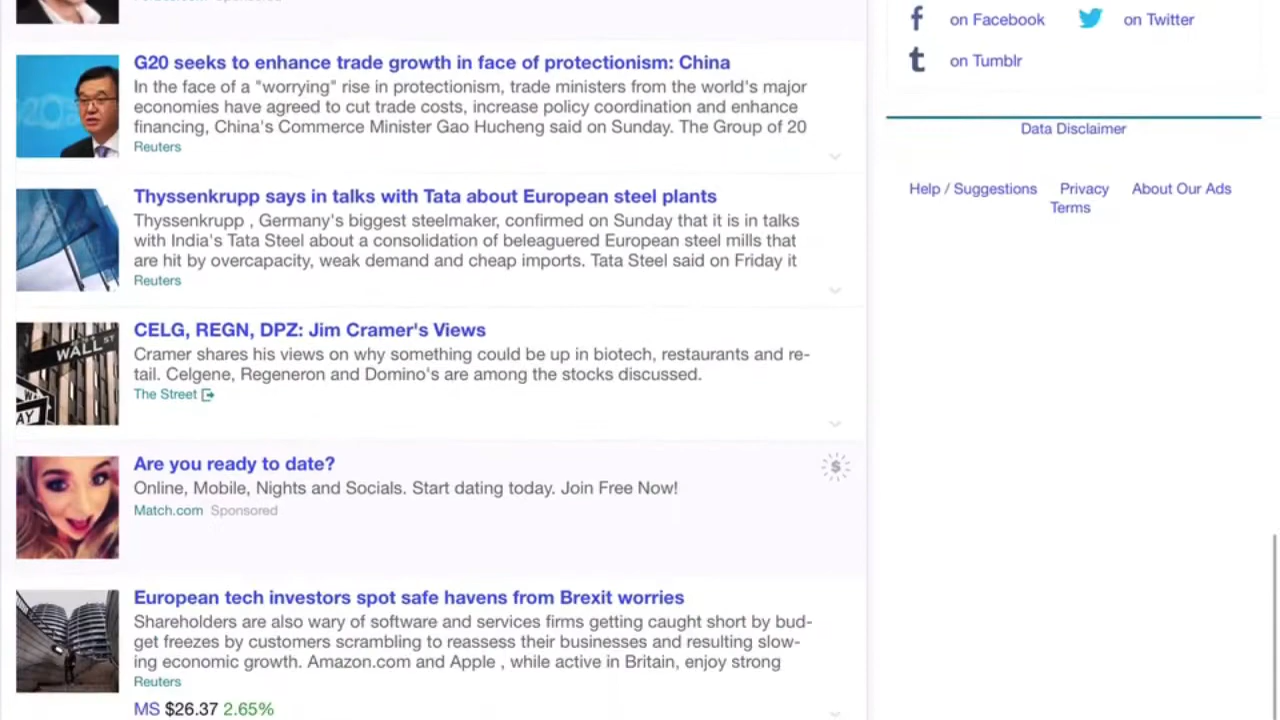 G20 seeks to enhance trade growth in face of protectionism: China
In the face of a "worrying" rise in protectionism, trade ministers from the world's major
economies have agreed to cut trade costs, increase policy coordination and enhance
financing, China's Commerce Minister Gao Hucheng said on Sunday. The Group of 20
Reuters
Thyssenkrupp says in talks with Tata about European steel plants
Thyssenkrupp , Germany's biggest steelmaker, confirmed on Sunday that it is in talks
with India's Tata Steel about a consolidation of beleaguered European steel mills that
are hit by overcapacity, weak demand and cheap imports. Tata Steel said on Friday it
Reuters
WALL ST
CELG, REGN, DPZ: Jim Cramer's Views
Cramer shares his views on why something could be up in biotech, restaurants and re-
tail. Celgene, Regeneron and Domino's are among the stocks discussed.
The Street
Are you ready to date?
Online, Mobile, Nights and Socials. Start dating today. Join Free Now!
Match.com Sponsored
$
European tech investors spot safe havens from Brexit worries
Shareholders are also wary of software and services firms getting caught short by bud-
get freezes by customers scrambling to reassess their businesses and resulting slow-
ing economic growth. Amazon.com and Apple , while active in Britain, enjoy strong
Reuters
MS $26.37 2.65%
on Facebook
on Twitter
on Tumblr
Data Disclaimer
Help / Suggestions Privacy About Our Ads
Terms